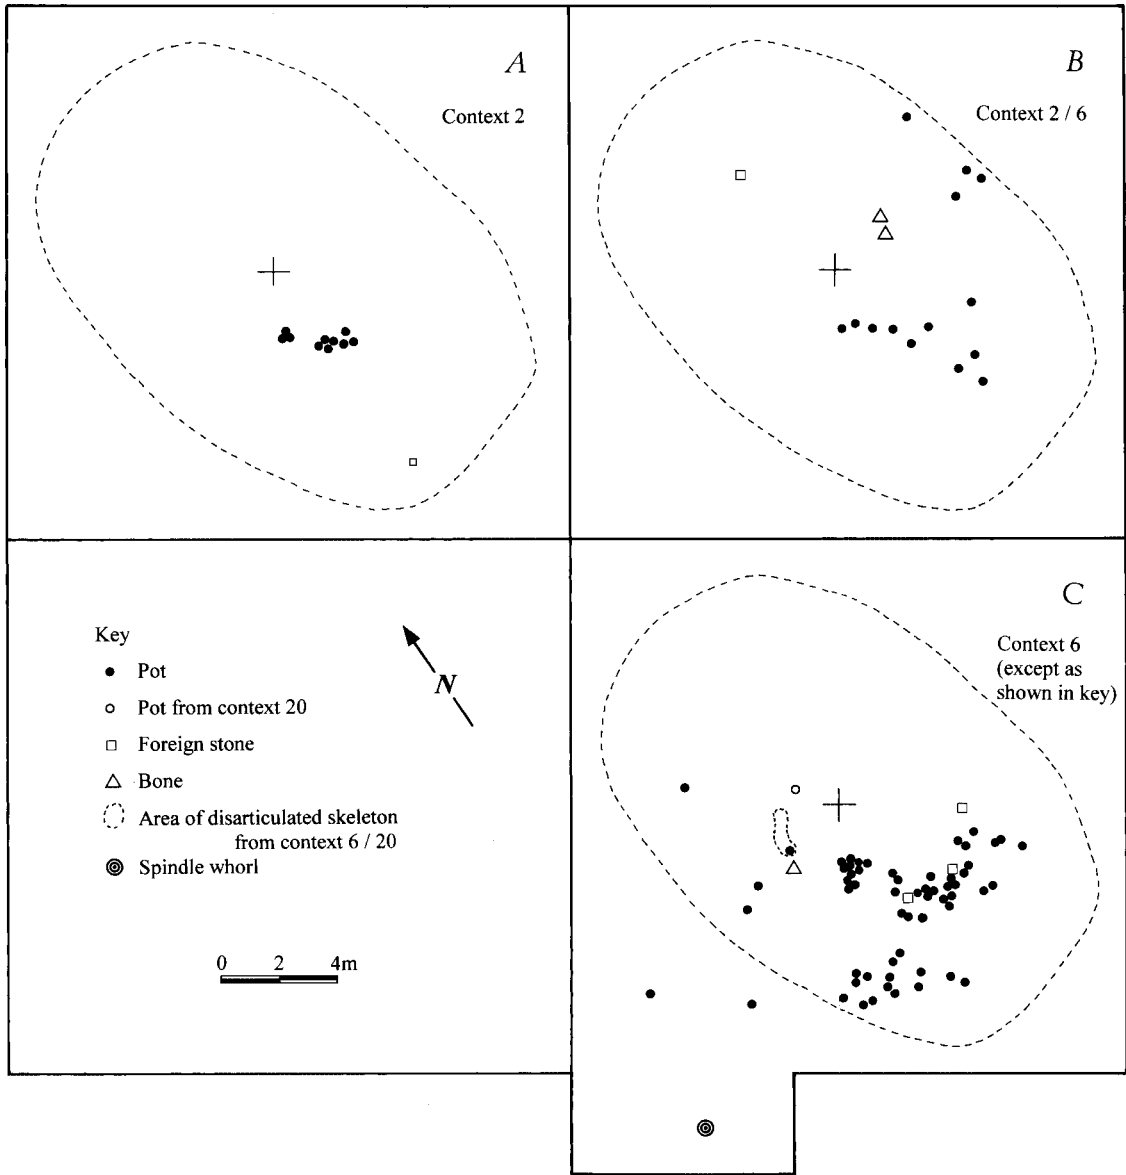 A
Context 2
B
Context 2 / 6
Key
Pot
Pot from context 20
Foreign stone
Bone
Area of disarticulated skeleton
from context 6 / 20
Spindle whorl
N
0 2 4m
C
Context 6
(except as
shown in key)